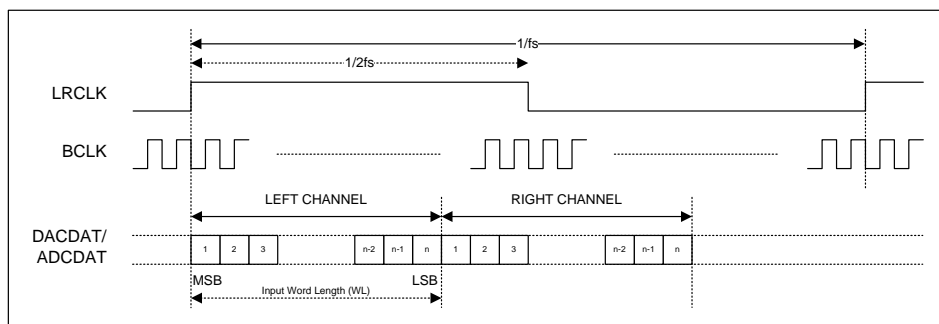 1/fs
1/2fs
LRCLK
BCLK
LEFT CHANNEL RIGHT CHANNEL
DACDAT/
ADCDAT
1 2 3 n-2 n-1 n 1 2 3 n-2 n-1 n
MSB LSB
Input Word Length (WL)